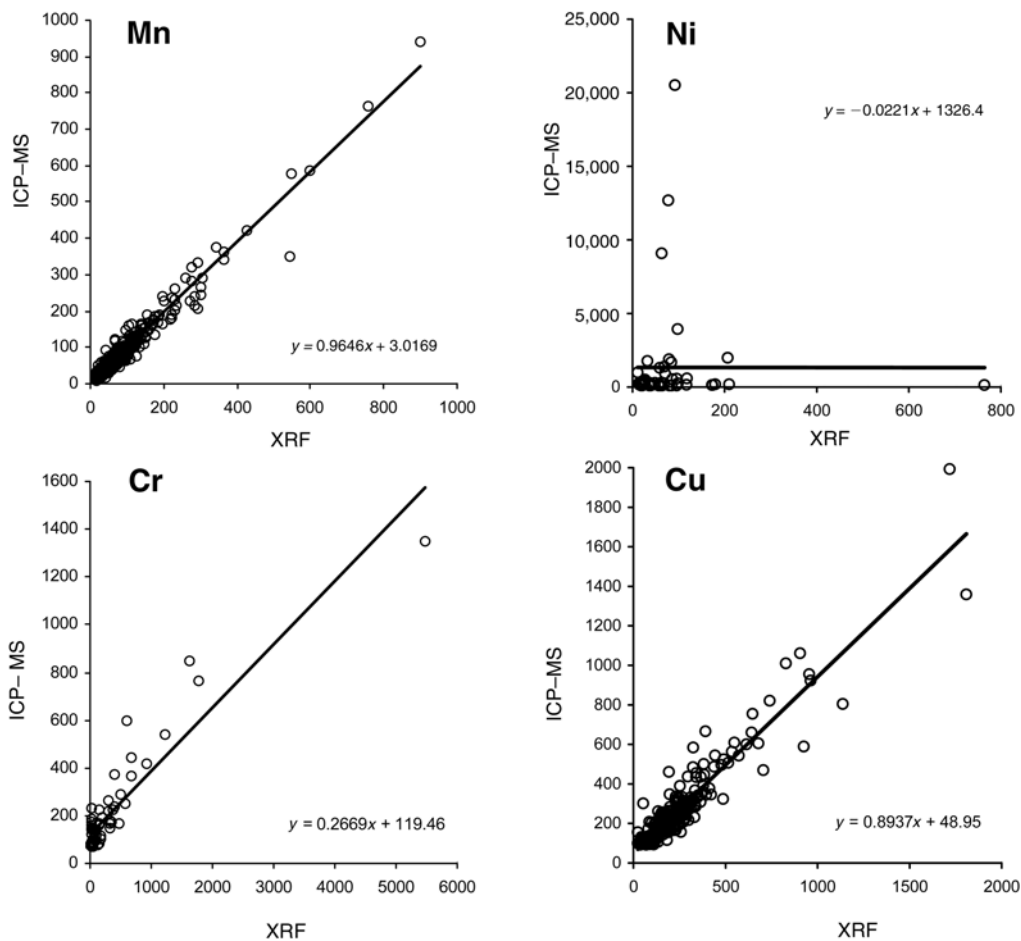 Mn
1000
900
800
700
600
500
400
300
200
100
0
ICP–MS
y = 0.9646x + 3.0169
0 200 400 600 800 1000
XRF
Ni
25,000
20,000
15,000
10,000
5,000
0
ICP–MS
y = −0.0221x + 1326.4
0 200 400 600 800
XRF
Cr
1600
1400
1200
1000
800
600
400
200
0
ICP– MS
y = 0.2669x + 119.46
0 1000 2000 3000 4000 5000 6000
XRF
Cu
2000
1800
1600
1400
1200
1000
800
600
400
200
0
ICP–MS
y = 0.8937x + 48.95
0 500 1000 1500 2000
XRF